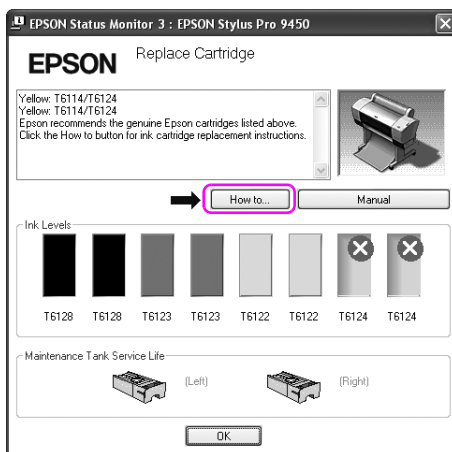 EPSON Status Monitor 3 : EPSON Stylus Pro 9450
EPSON
Replace Cartridge
Yellow: T6114/T6124
Yellow: T6114/T6124
Epson recommends the genuine Epson cartridges listed above.
Click the How to button for ink cartridge replacement instructions.
How to...
Manual
Ink Levels
T6128 T6128 T6123 T6123 T6122 T6122 T6124 T6124
Maintenance Tank Service Life
(Left) (Right)
OK